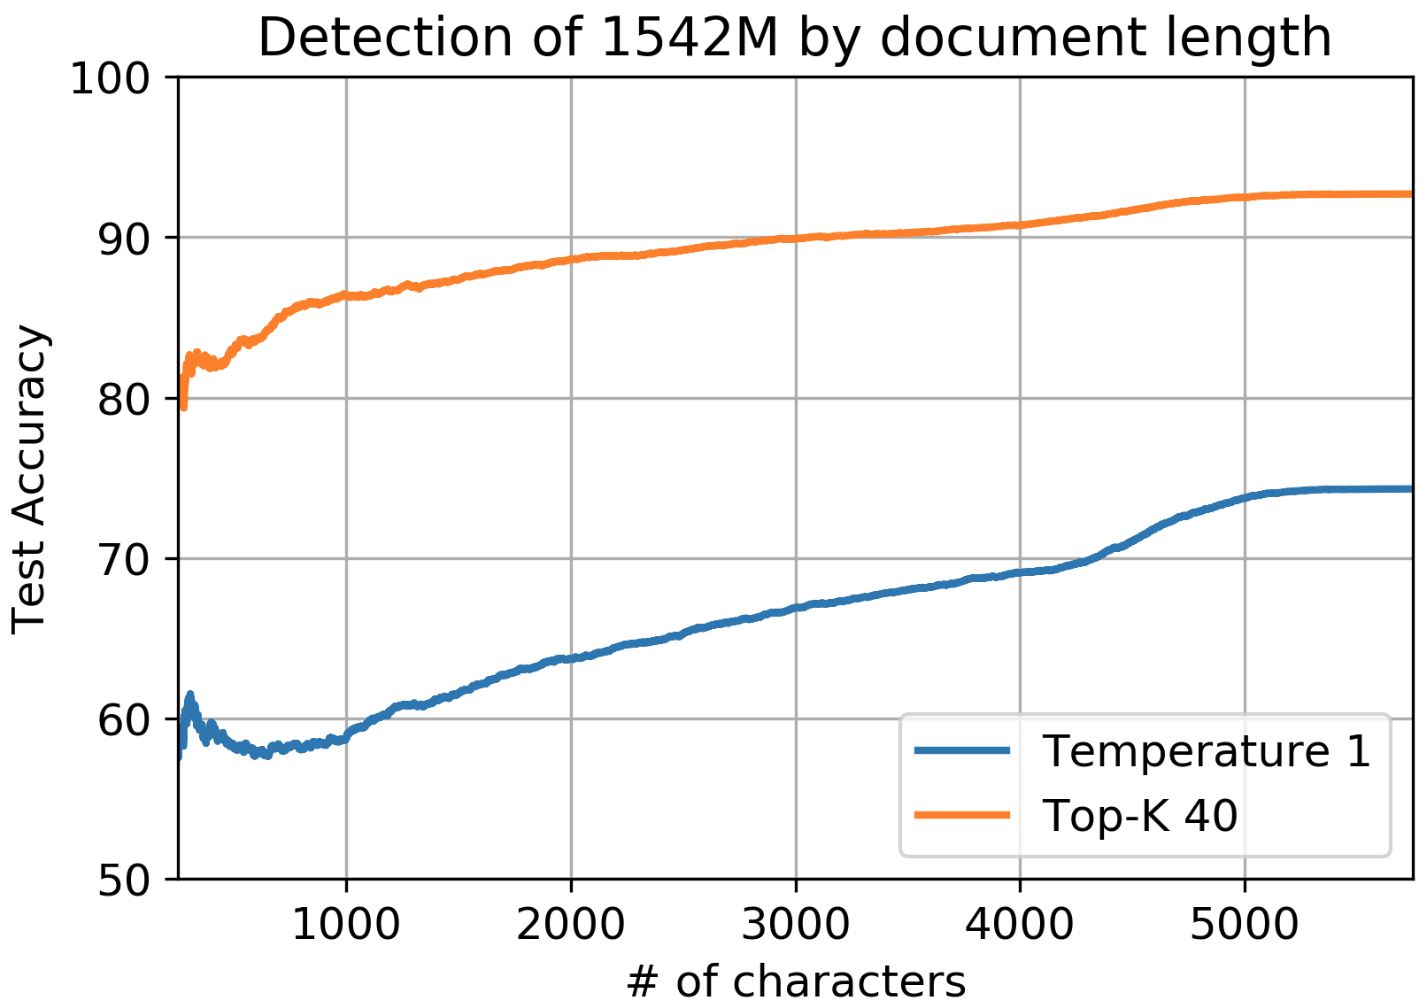 Detection of 1542M by document length
100
90
80
70
60
50
Test Accuracy
Temperature 1
Top-K 40
1000 2000 3000 4000 5000
# of characters